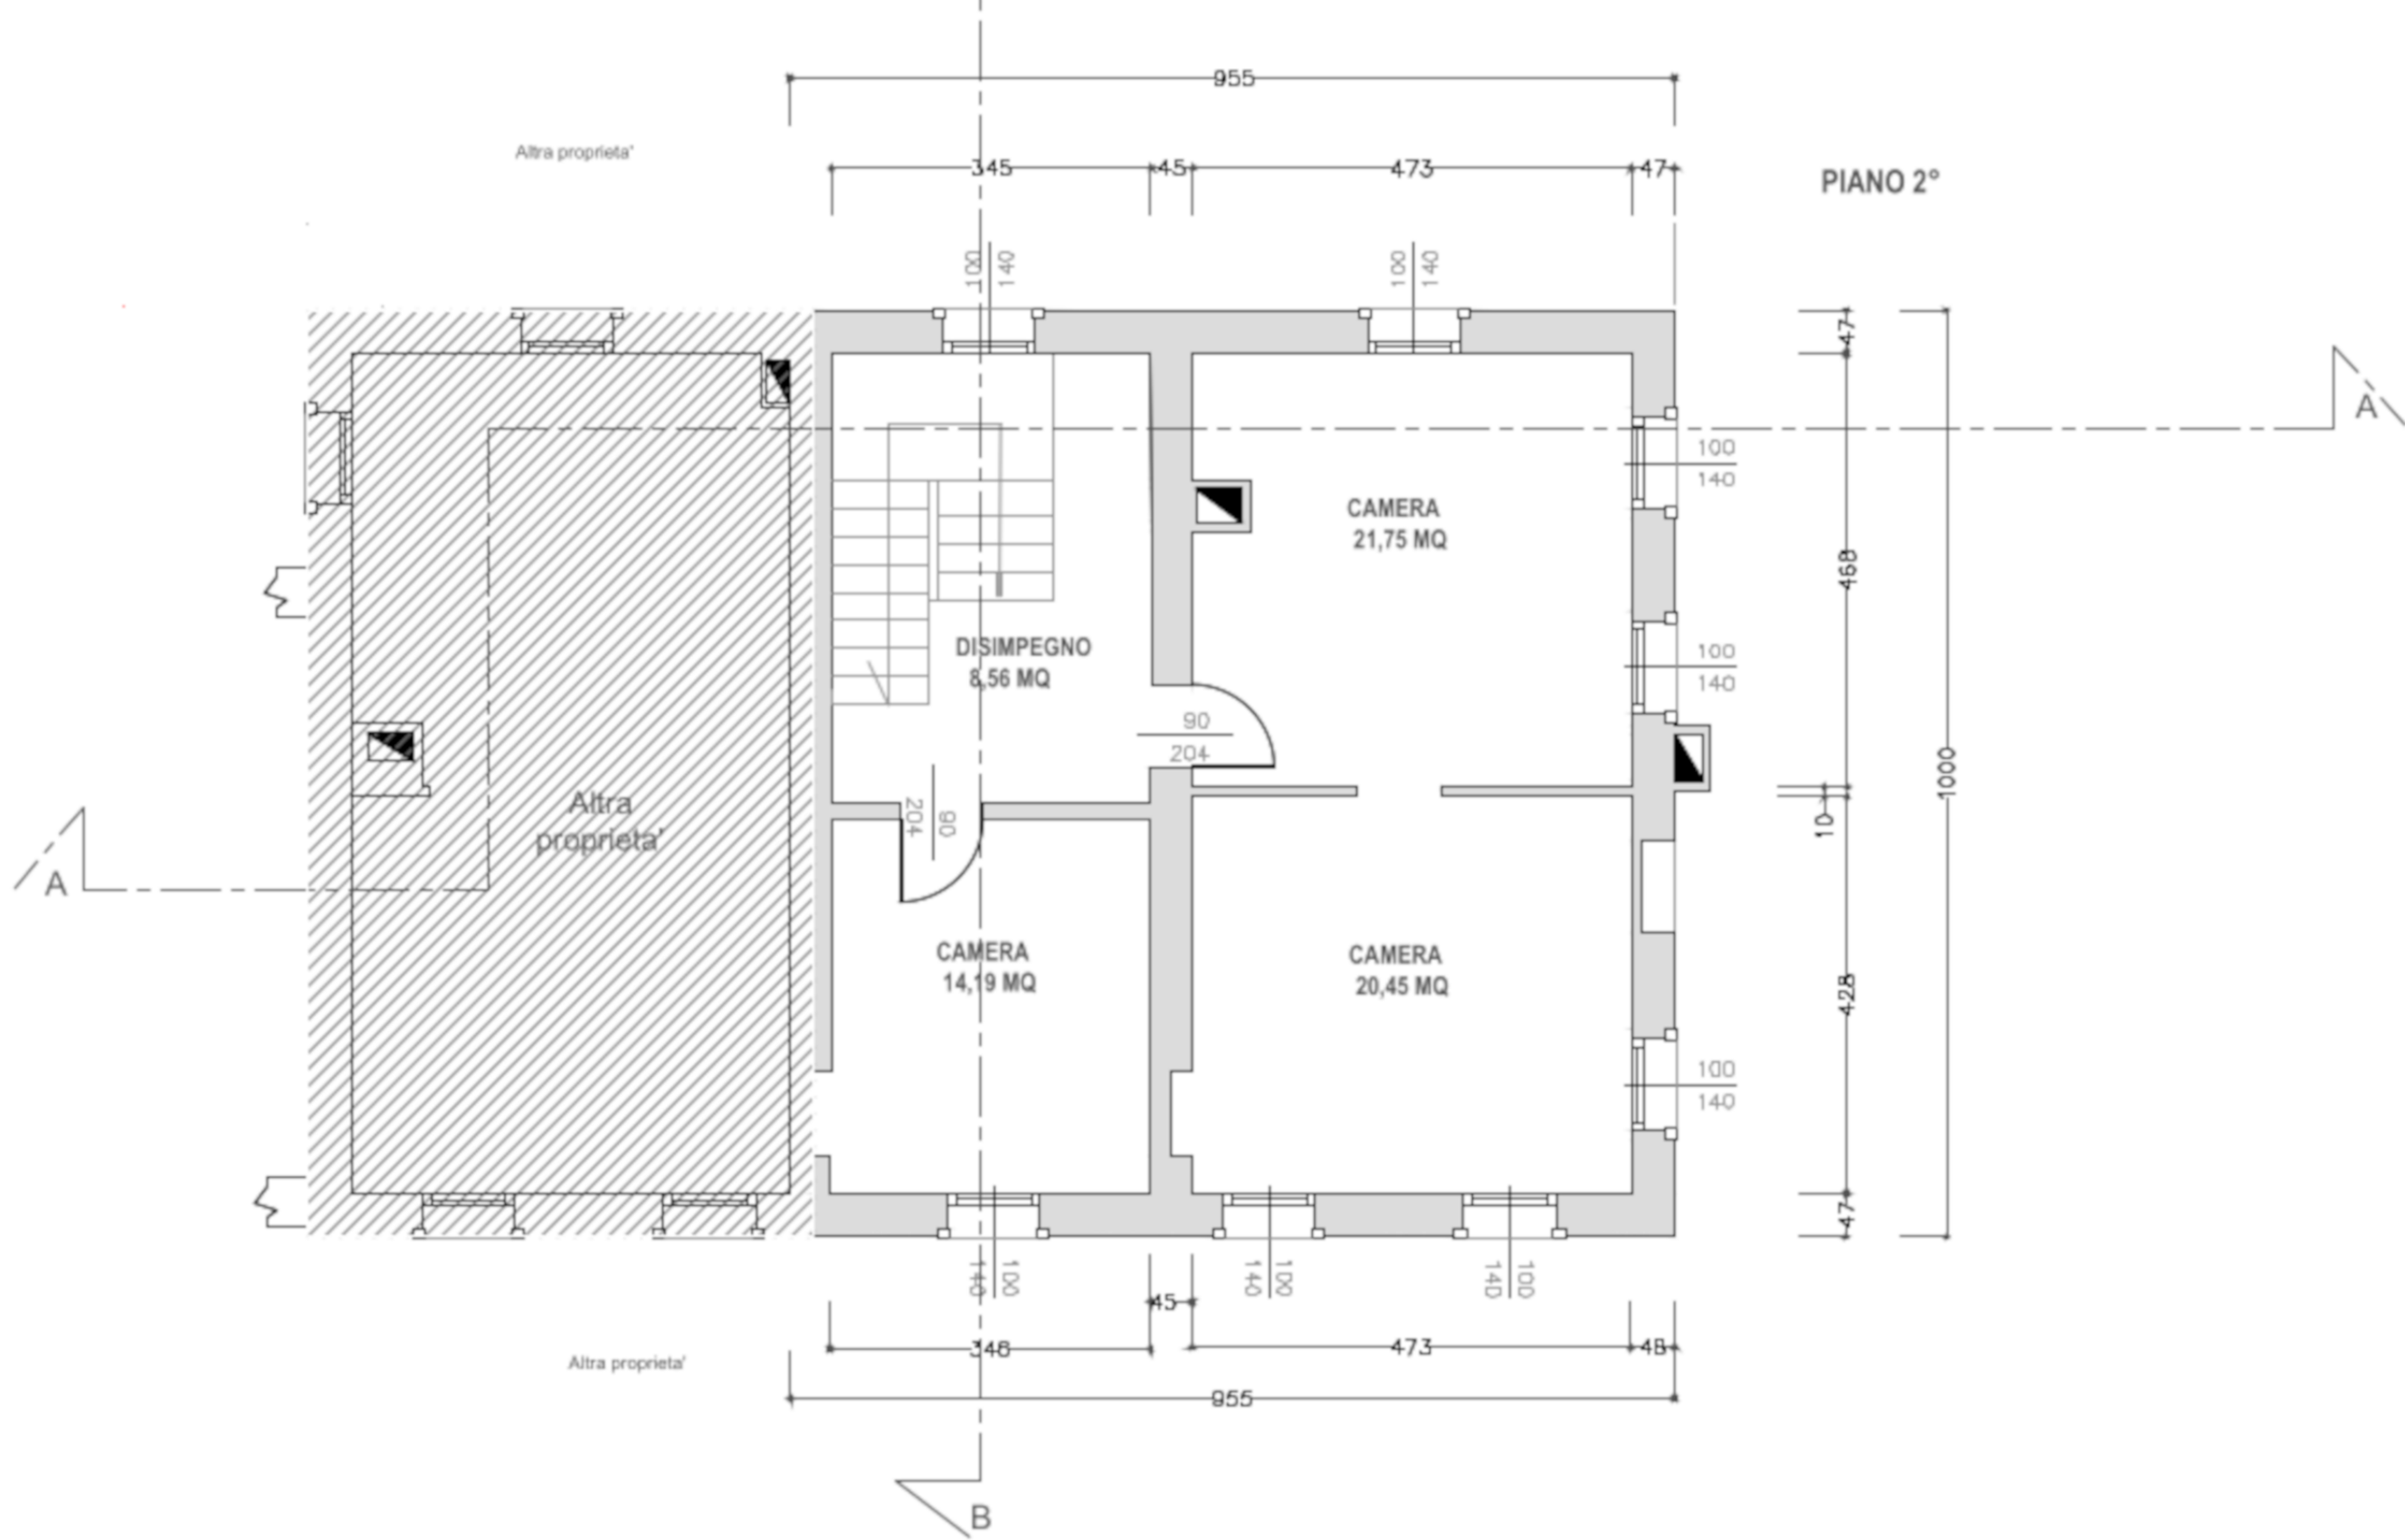 955
Altra proprieta'
345
45
473
47
PIANO 2°
100
140
100
140
47
A
100
140
CAMERA
21,75 MQ
468
DISIMPEGNO
8,56 MQ
100
140
90
204
1000
Altra
proprieta'
204
90
10
A
CAMERA
14,19 MQ
CAMERA
20,45 MQ
428
100
140
47
140
100
140
100
140
100
45
348
473
45
Altra proprieta'
955
B